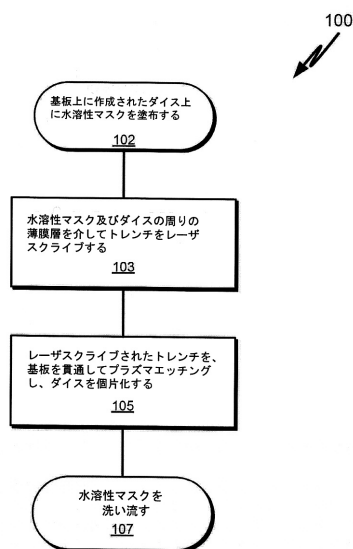 100
基板上に作成されたダイス上
に水溶性マスクを塗布する
102
水溶性マスク及びダイスの周りの
薄膜層を介してトレンチをレーザ
スクライブする
103
レーザスクライブされたトレンチを、
基板を貫通してプラズマエッチング
し、ダイスを個片化する
105
水溶性マスクを
洗い流す
107